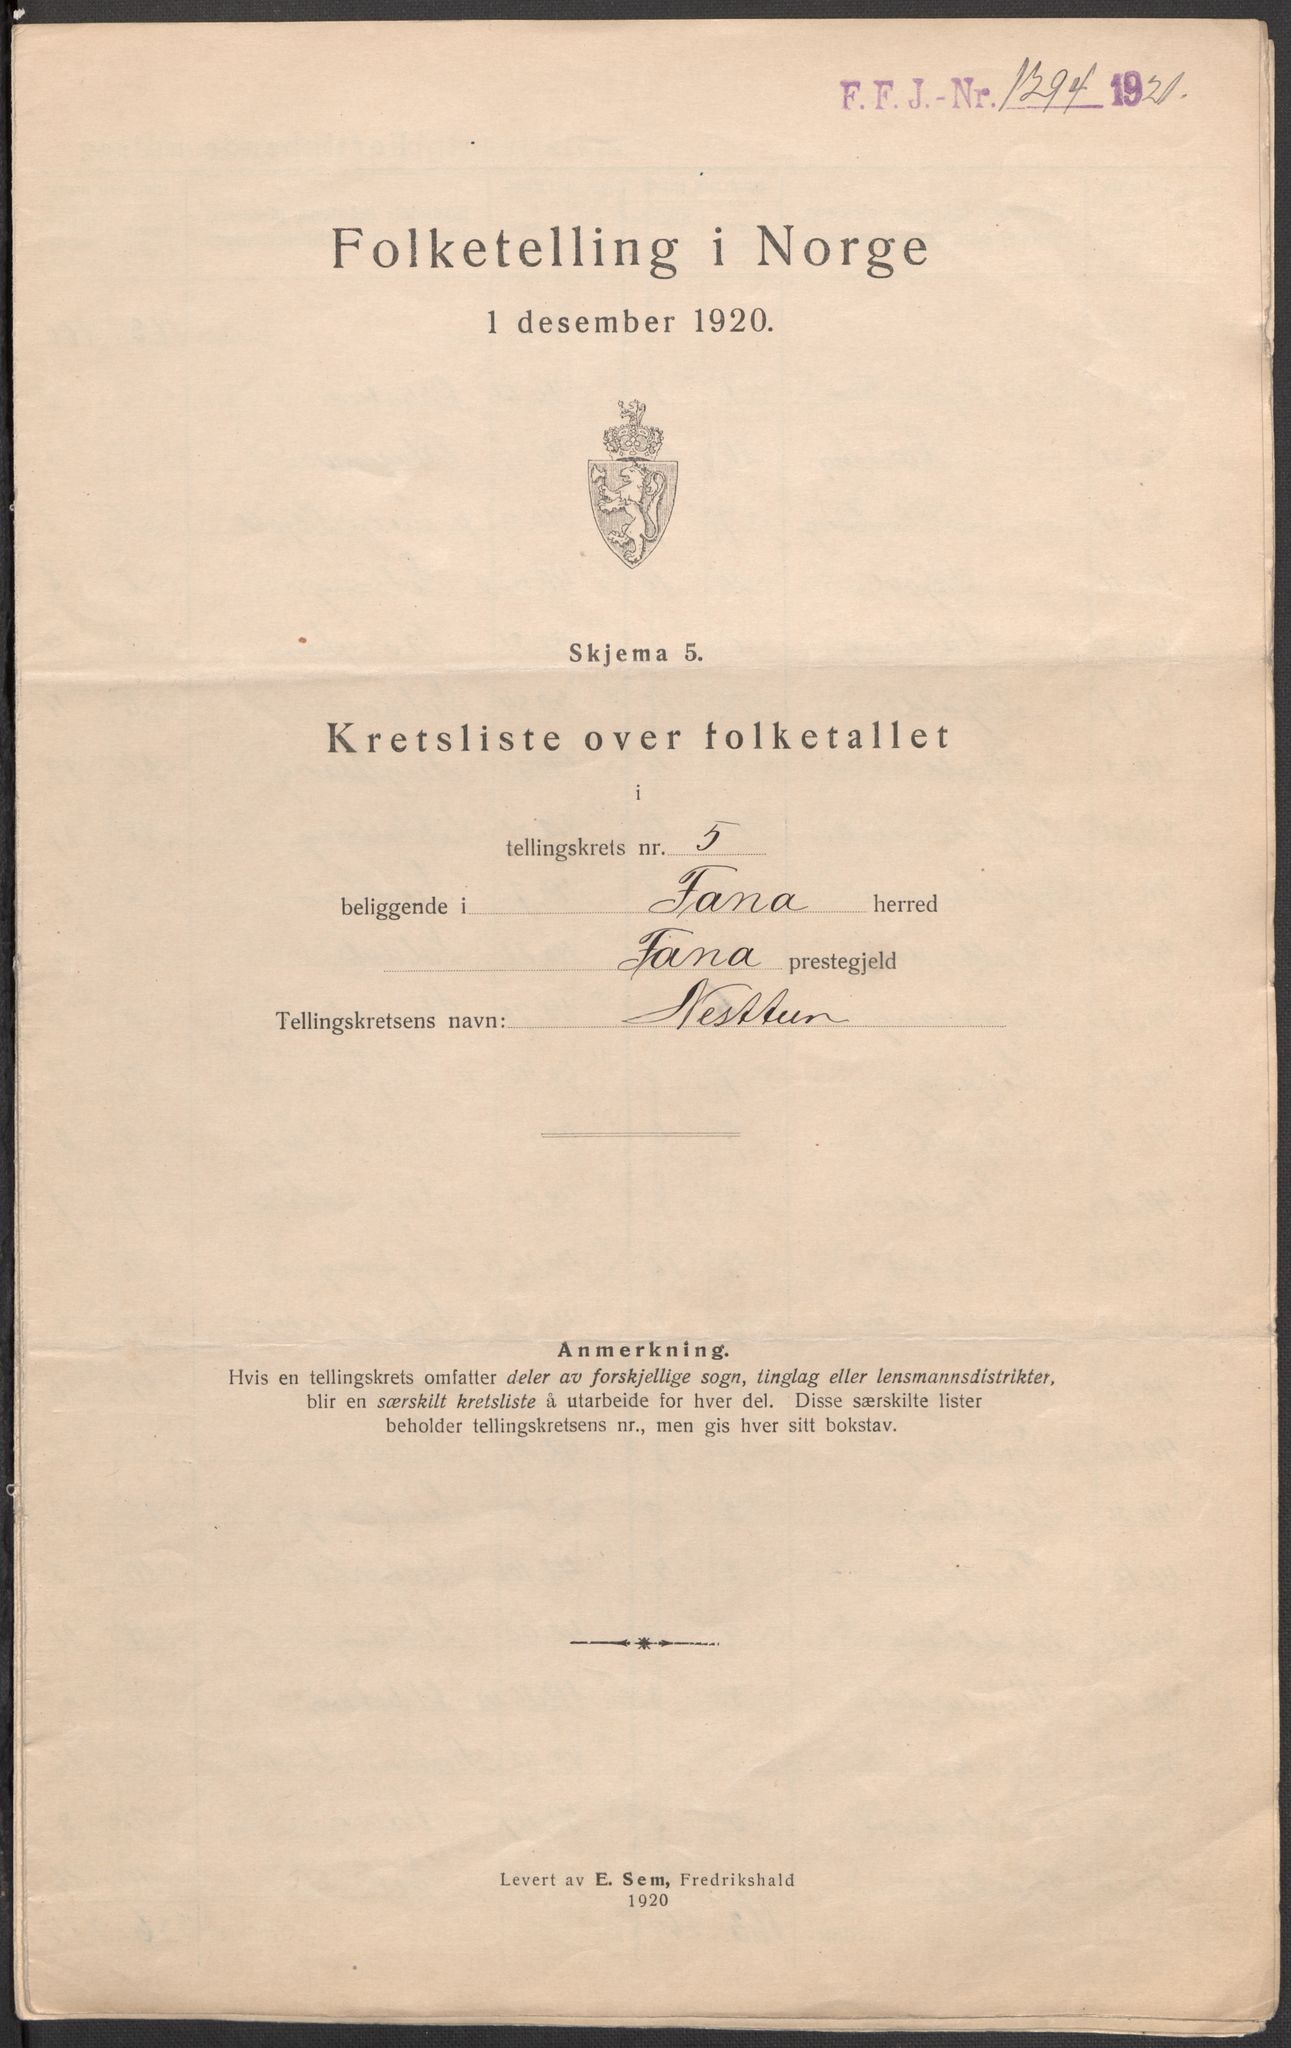 F. F. J.-Nr. 1294 1921.
Folketelling i Norge
1 desember 1920.
Skjema 5.
Kretsliste over folketallet
i
tellingskrets nr. 5
beliggende i Fana herred
Fana prestegjeld
Tellingskretsens navn: Nesttun
Anmerkning.
Hvis en tellingskrets omfatter deler av forskjellige sogn, tinglag eller lensmannsdistrikter,
blir en særskilt kretsliste å utarbeide for hver del. Disse særskilte lister
beholder tellingskretsens nr., men gis hver sitt bokstav.
Levert av E. Sem, Fredrikshald
1920